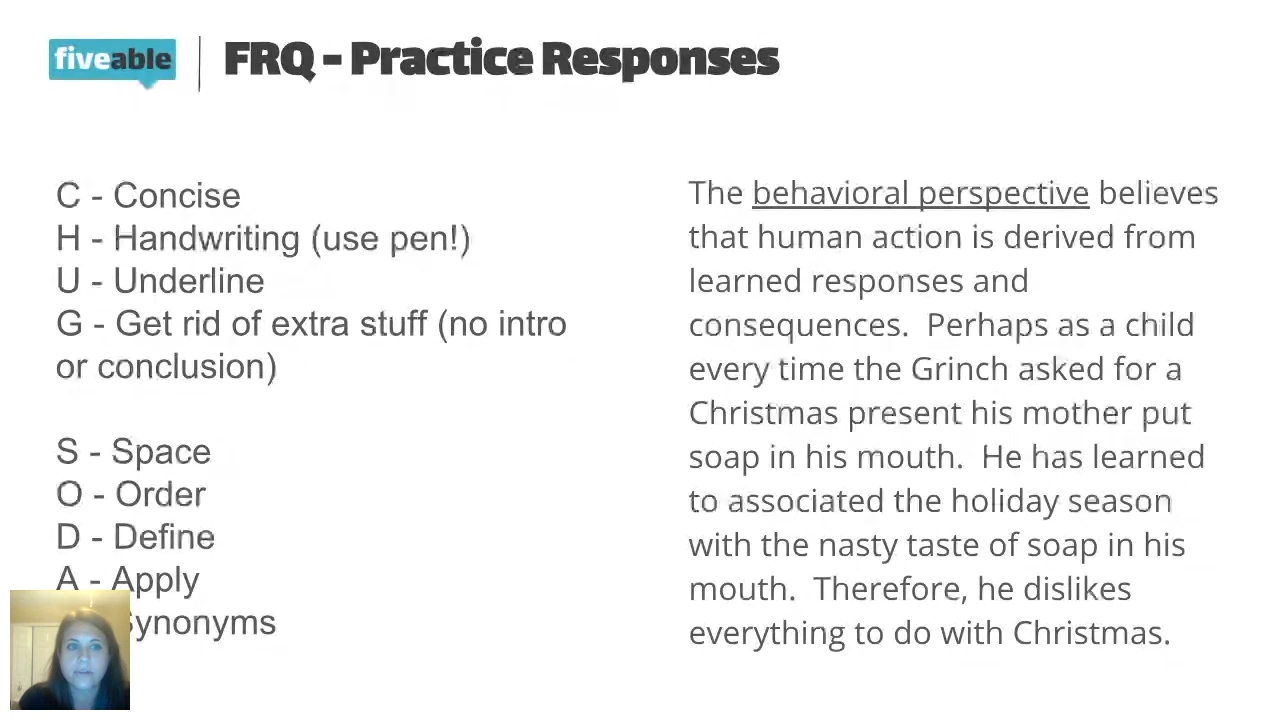 fiveable
FRQ - Practice Responses
C - Concise
H - Handwriting (use pen!)
U - Underline
G - Get rid of extra stuff (no intro
or conclusion)
S - Space
O - Order
D - Define
A - Apply
Synonyms
The behavioral perspective believes
that human action is derived from
learned responses and
consequences. Perhaps as a child
every time the Grinch asked for a
Christmas present his mother put
soap in his mouth. He has learned
to associated the holiday season
with the nasty taste of soap in his
mouth. Therefore, he dislikes
everything to do with Christmas.